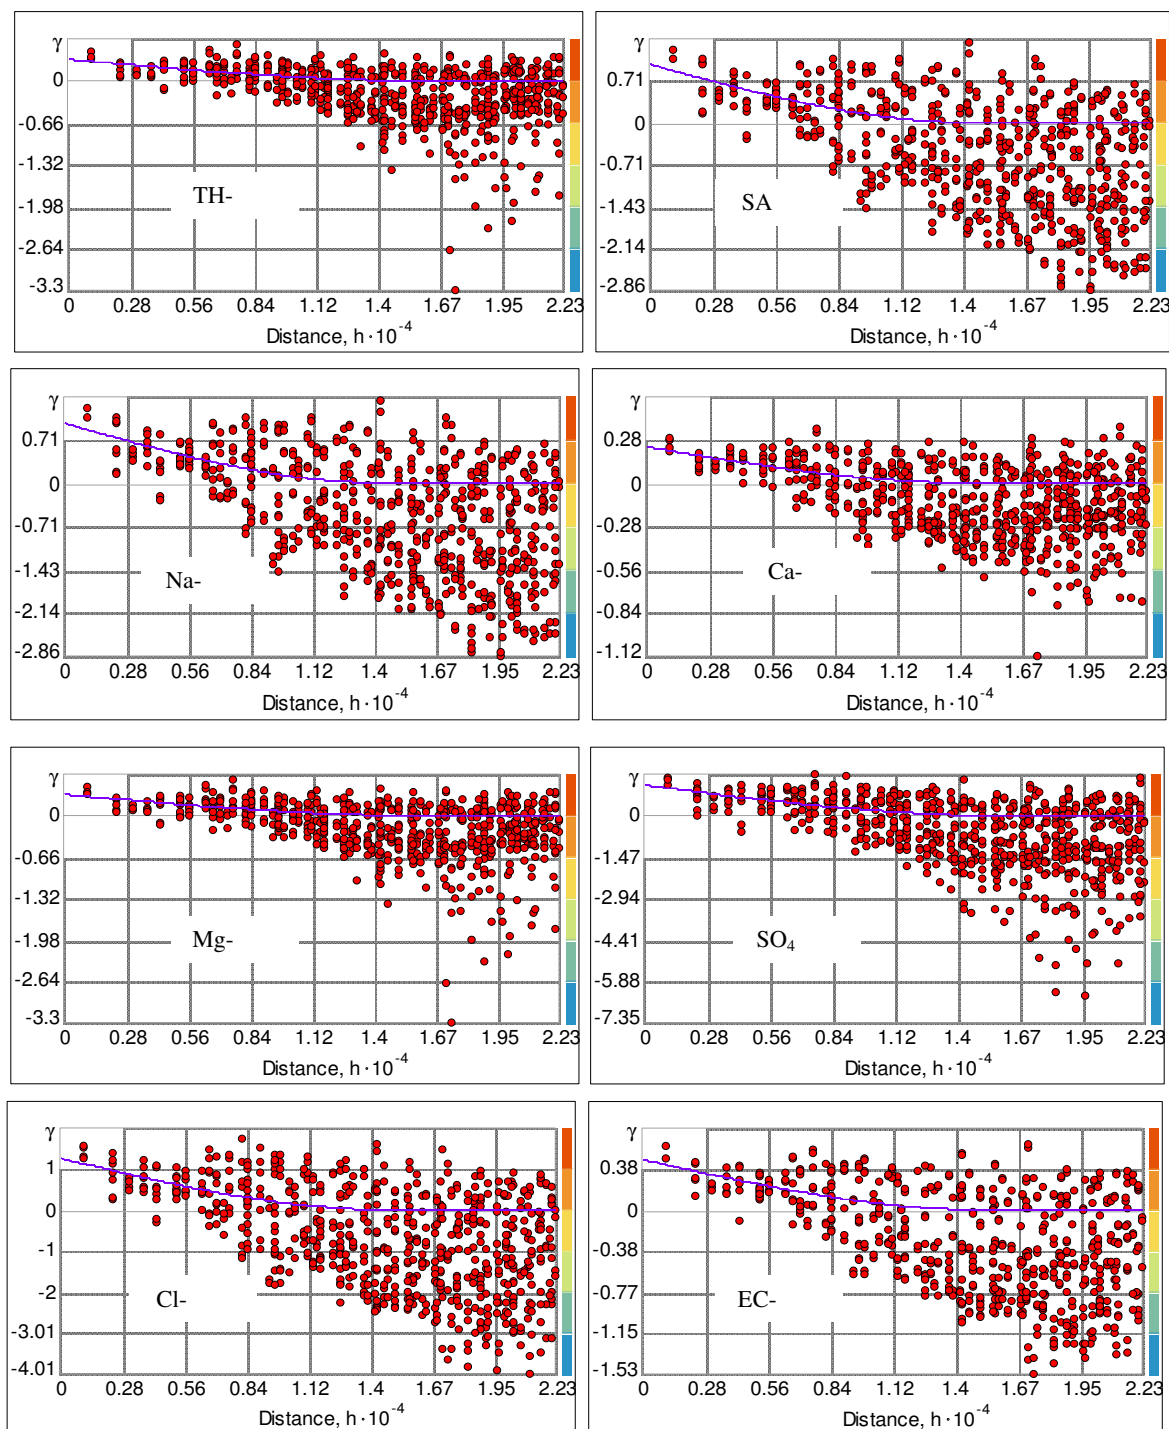 γ
0
-0.66
-1.32
-1.98
-2.64
-3.3
TH-
0 0.28 0.56 0.84 1.12 1.4 1.67 1.95 2.23
Distance, h · 10⁻⁴
γ
0.71
0
-0.71
-1.43
-2.14
-2.86
SA
0 0.28 0.56 0.84 1.12 1.4 1.67 1.95 2.23
Distance, h · 10⁻⁴
γ
0.71
0
-0.71
-1.43
-2.14
-2.86
Na-
0 0.28 0.56 0.84 1.12 1.4 1.67 1.95 2.23
Distance, h · 10⁻⁴
γ
0.28
0
-0.28
-0.56
-0.84
-1.12
Ca-
0 0.28 0.56 0.84 1.12 1.4 1.67 1.95 2.23
Distance, h · 10⁻⁴
γ
0
-0.66
-1.32
-1.98
-2.64
-3.3
Mg-
0 0.28 0.56 0.84 1.12 1.4 1.67 1.95 2.23
Distance, h · 10⁻⁴
γ
0
-1.47
-2.94
-4.41
-5.88
-7.35
SO₄
0 0.28 0.56 0.84 1.12 1.4 1.67 1.95 2.23
Distance, h · 10⁻⁴
γ
1
0
-1
-2
-3.01
-4.01
Cl-
0 0.28 0.56 0.84 1.12 1.4 1.67 1.95 2.23
Distance, h · 10⁻⁴
γ
0.38
0
-0.38
-0.77
-1.15
-1.53
EC-
0 0.28 0.56 0.84 1.12 1.4 1.67 1.95 2.23
Distance, h · 10⁻⁴